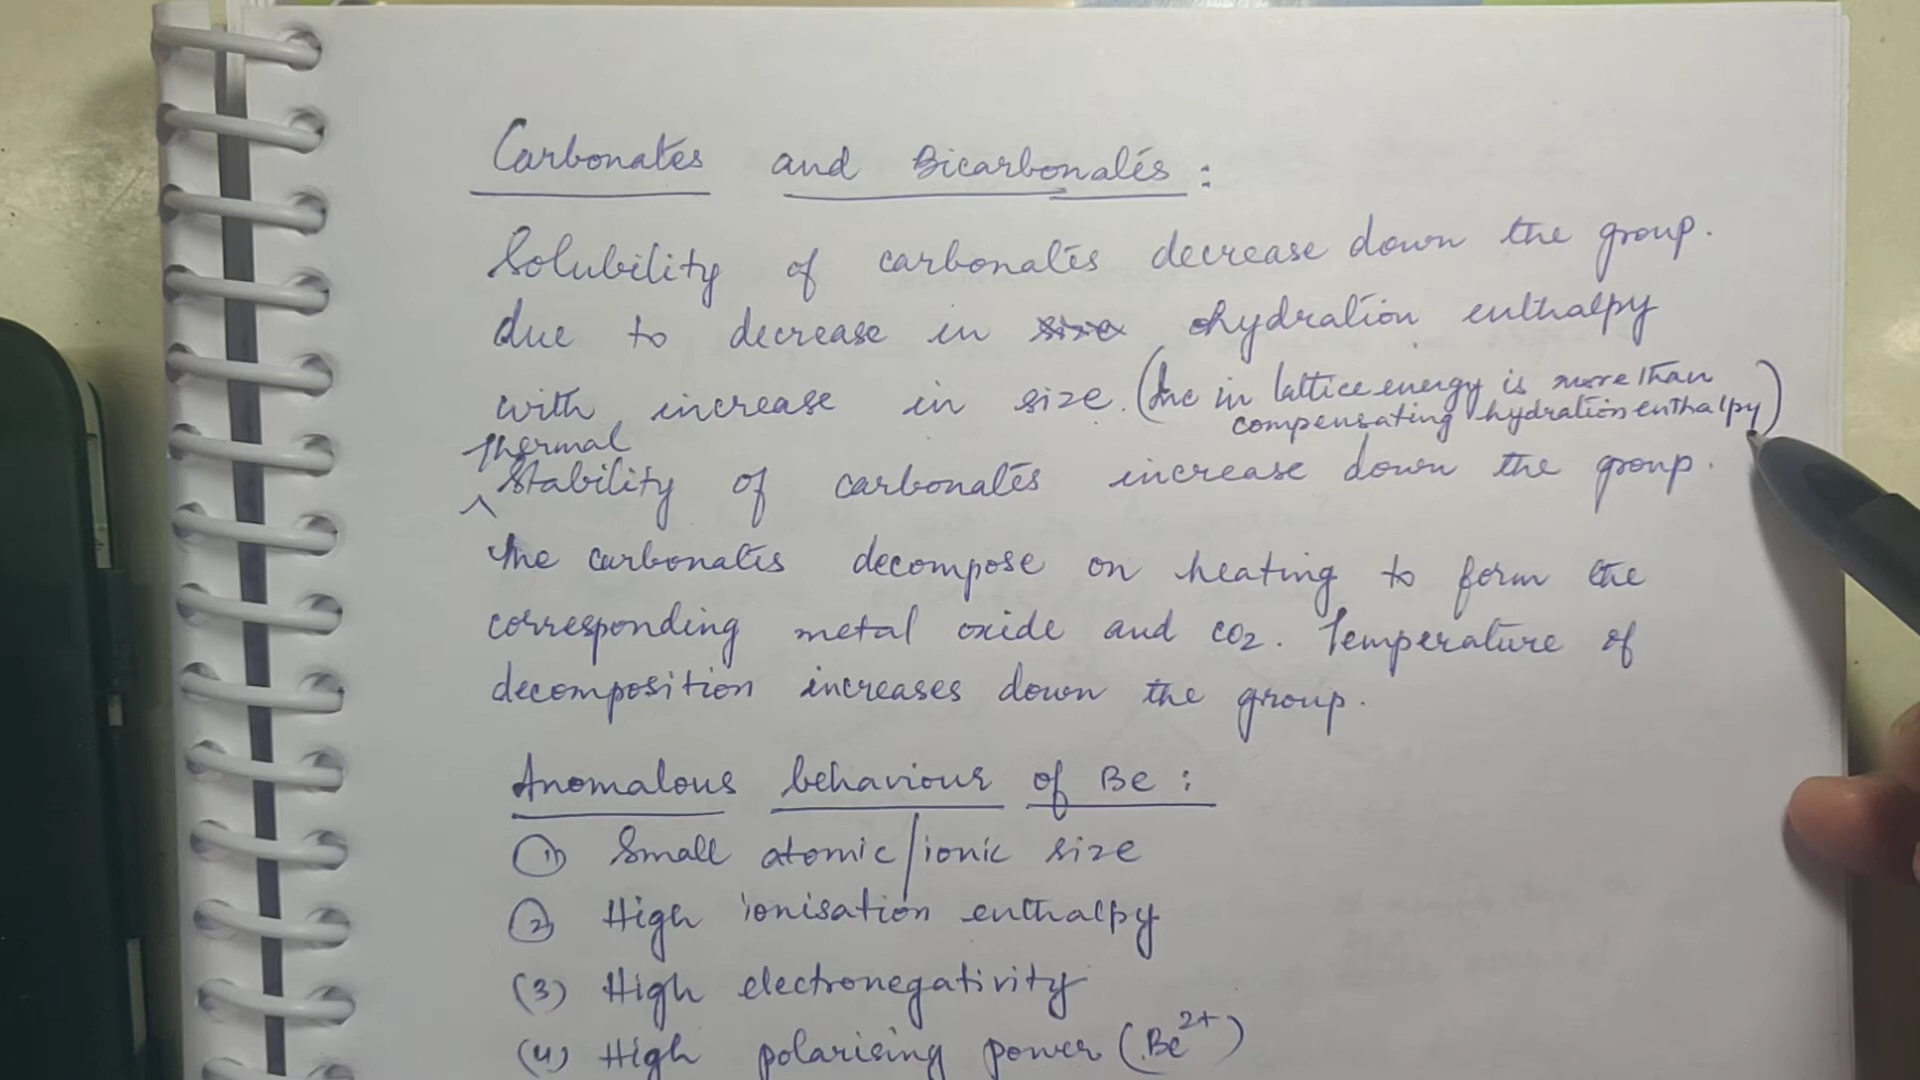 Carbonates and Bicarbonates :
Solubility of carbonates decrease down the group.
due to decrease in size hydration enthalpy
with increase in size. (Inc in lattice energy is more than
compensating hydration enthalpy)
thermal
^ Stability of carbonates increase down the group.
The carbonates decompose on heating to form the
corresponding metal oxide and CO2. Temperature of
decomposition increases down the group.
Anomalous behaviour of Be :
(1) Small atomic/ionic size
(2) High ionisation enthalpy
(3) High electronegativity
(4) High polarising power (Be2+)